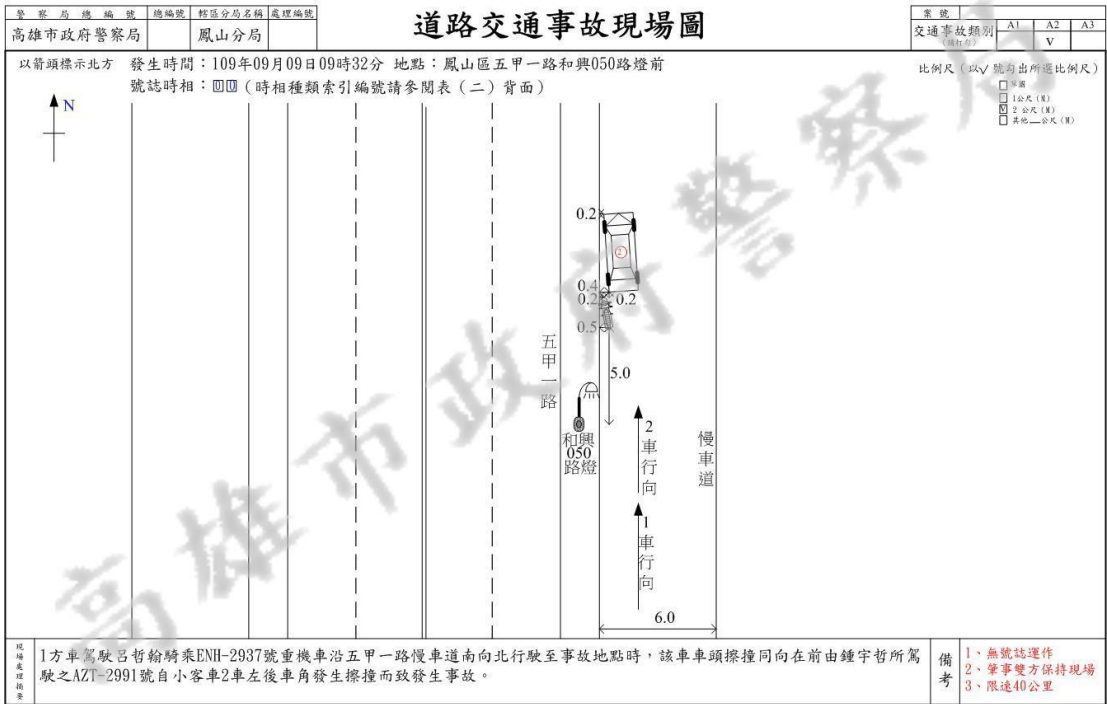 警察局總編號 總編號 轄區分局名稱 處理編號
高雄市政府警察局 鳳山分局
道路交通事故現場圖
案號
交通事故類別 A1 A2 A3
V
以箭頭標示北方 發生時間：109年09月09日09時32分 地點：鳳山區五甲一路和興050路燈前
號誌時相：00 (時相種類索引編號請參閱表（二）背面)
比例尺（以√號勾出所選比例尺）
草圖
1公尺(M)
V 2 公尺(M)
其他__公尺(M)
N
0.2
2
0.4
0.2 0.2
0.5
五甲一路
5.0
和興
050
路燈
2車行向
慢車道
1車行向
6.0
高雄市政府警察局
現場處理摘要
1方車駕駛呂哲翰騎乘ENH-2937號重機車沿五甲一路慢車道南向北行駛至事故地點時，該車車頭擦撞同向在前由鍾宇哲所駕
駛之AZT-2991號自小客車2車左後車角發生擦撞而致發生事故。
備考
1、無號誌運作
2、肇事雙方保持現場
3、限速40公里